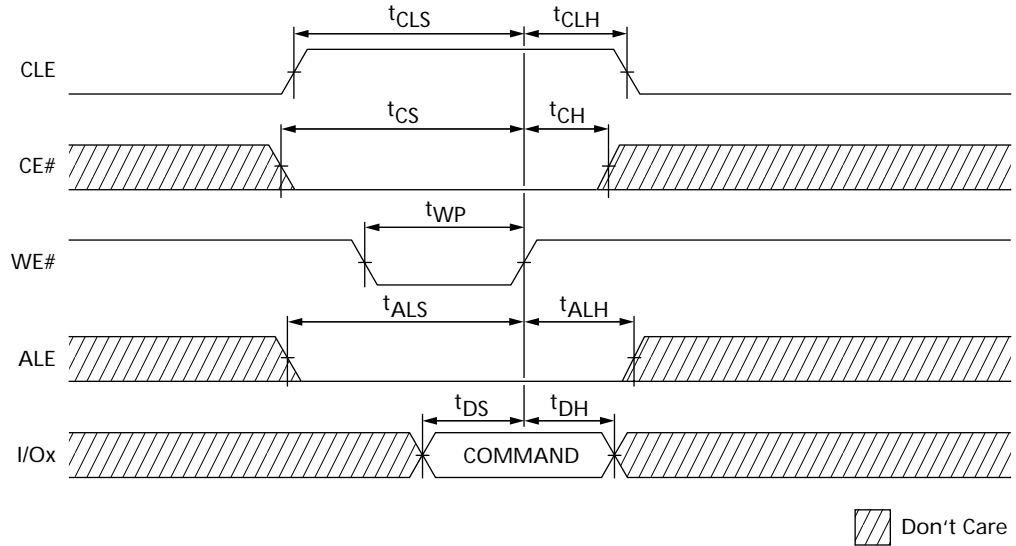 tCLS tCLH
CLE
tCS tCH
CE#
tWP
WE#
tALS tALH
ALE
tDS tDH
I/Ox COMMAND
Don't Care